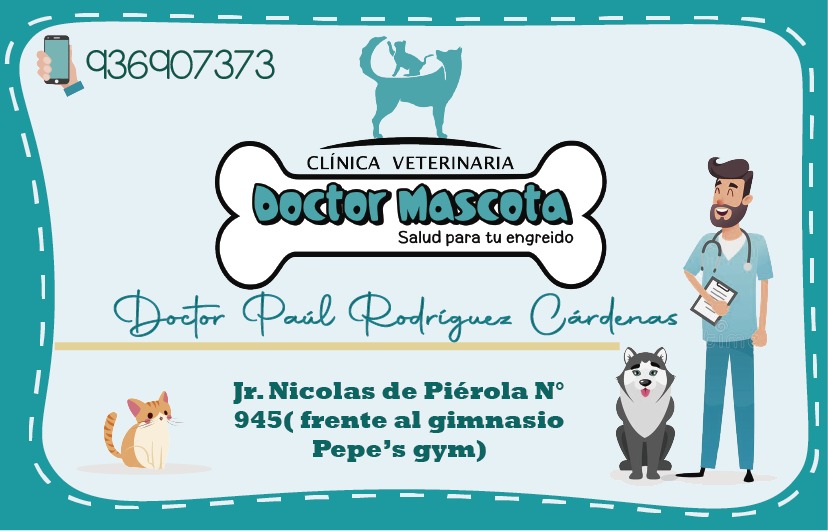 936907373
CLÍNICA VETERINARIA
Doctor Mascota
Salud para tu engreido
Doctor Paúl Rodríguez Cárdenas
Jr. Nicolas de Piérola N°
945( frente al gimnasio
Pepe's gym)